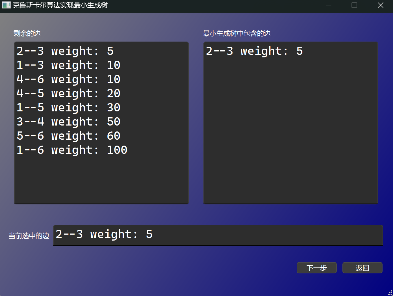 克鲁斯卡尔算法实现最小生成树
剩余的边
最小生成树中包含的边
2--3 weight: 5
1--3 weight: 10
4--6 weight: 10
4--5 weight: 20
1--5 weight: 30
3--4 weight: 50
5--6 weight: 60
1--6 weight: 100
2--3 weight: 5
当前选中的边
2--3 weight: 5
下一步
返回